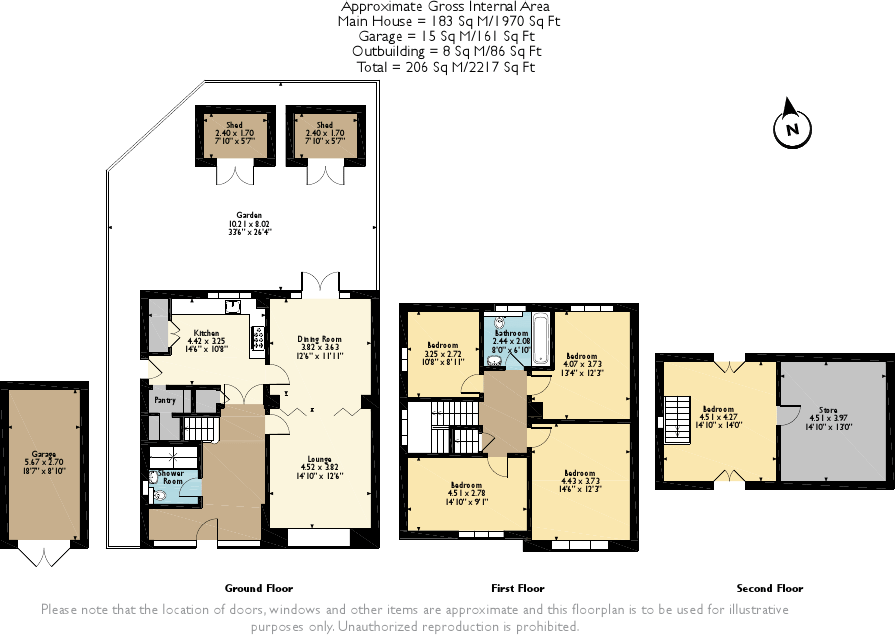 Approximate Gross Internal Area
Main House = 183 Sq M/1970 Sq Ft
Garage = 15 Sq M/161 Sq Ft
Outbuilding = 8 Sq M/86 Sq Ft
Total = 206 Sq M/2217 Sq Ft
Shed
2.40 x 1.70
7'10" x 5'7"
Shed
2.40 x 1.70
7'10" x 5'7"
N
Garden
10.21 x 8.02
33'6" x 26'4"
Kitchen
4.42 x 3.25
14'6" x 10'8"
Dining Room
3.82 x 3.63
12'6" x 11'11"
Pantry
Lounge
4.52 x 3.82
14'10" x 12'6"
Shower
Room
Garage
5.67 x 2.70
18'7" x 8'10"
Bedroom
3.25 x 2.72
10'8" x 8'11"
Bathroom
2.44 x 2.08
8'0" x 6'10"
Bedroom
4.07 x 3.73
13'4" x 12'3"
Bedroom
4.51 x 2.78
14'10" x 9'1"
Bedroom
4.43 x 3.73
14'6" x 12'3"
Bedroom
4.51 x 4.27
14'10" x 14'0"
Store
4.51 x 3.97
14'10" x 13'0"
Ground Floor
First Floor
Second Floor
Please note that the location of doors, windows and other items are approximate and this floorplan is to be used for illustrative
purposes only. Unauthorized reproduction is prohibited.